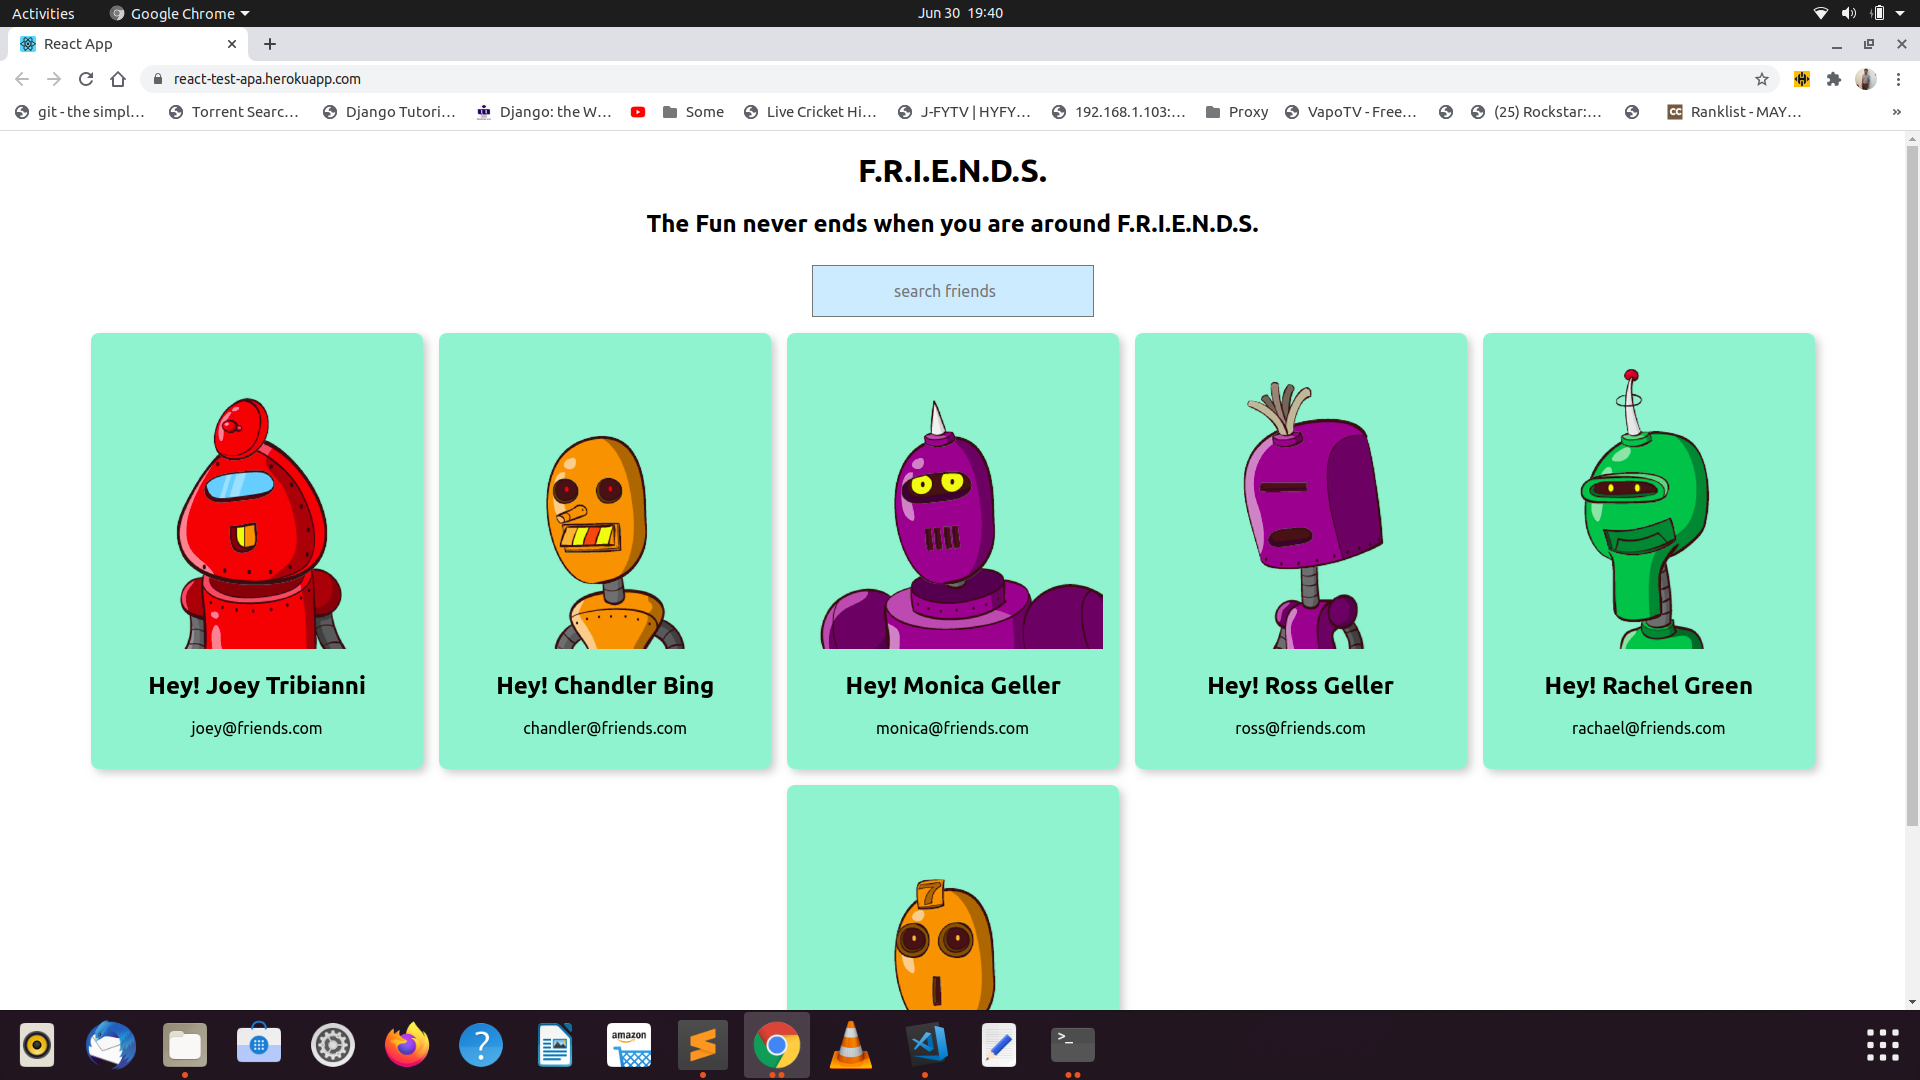 Activities
Google Chrome
Jun 30 19:40
React App
react-test-apa.herokuapp.com
git - the simpl...
Torrent Searc...
Django Tutori...
Django: the W...
Some
Live Cricket Hi...
J-FYTV | HYFY...
192.168.1.103:...
Proxy
VapoTV - Free...
(25) Rockstar:...
CC
Ranklist - MAY...
»
F.R.I.E.N.D.S.
The Fun never ends when you are around F.R.I.E.N.D.S.
search friends
Hey! Joey Tribianni
joey@friends.com
Hey! Chandler Bing
chandler@friends.com
Hey! Monica Geller
monica@friends.com
Hey! Ross Geller
ross@friends.com
Hey! Rachel Green
rachael@friends.com
7
?
amazon
>_